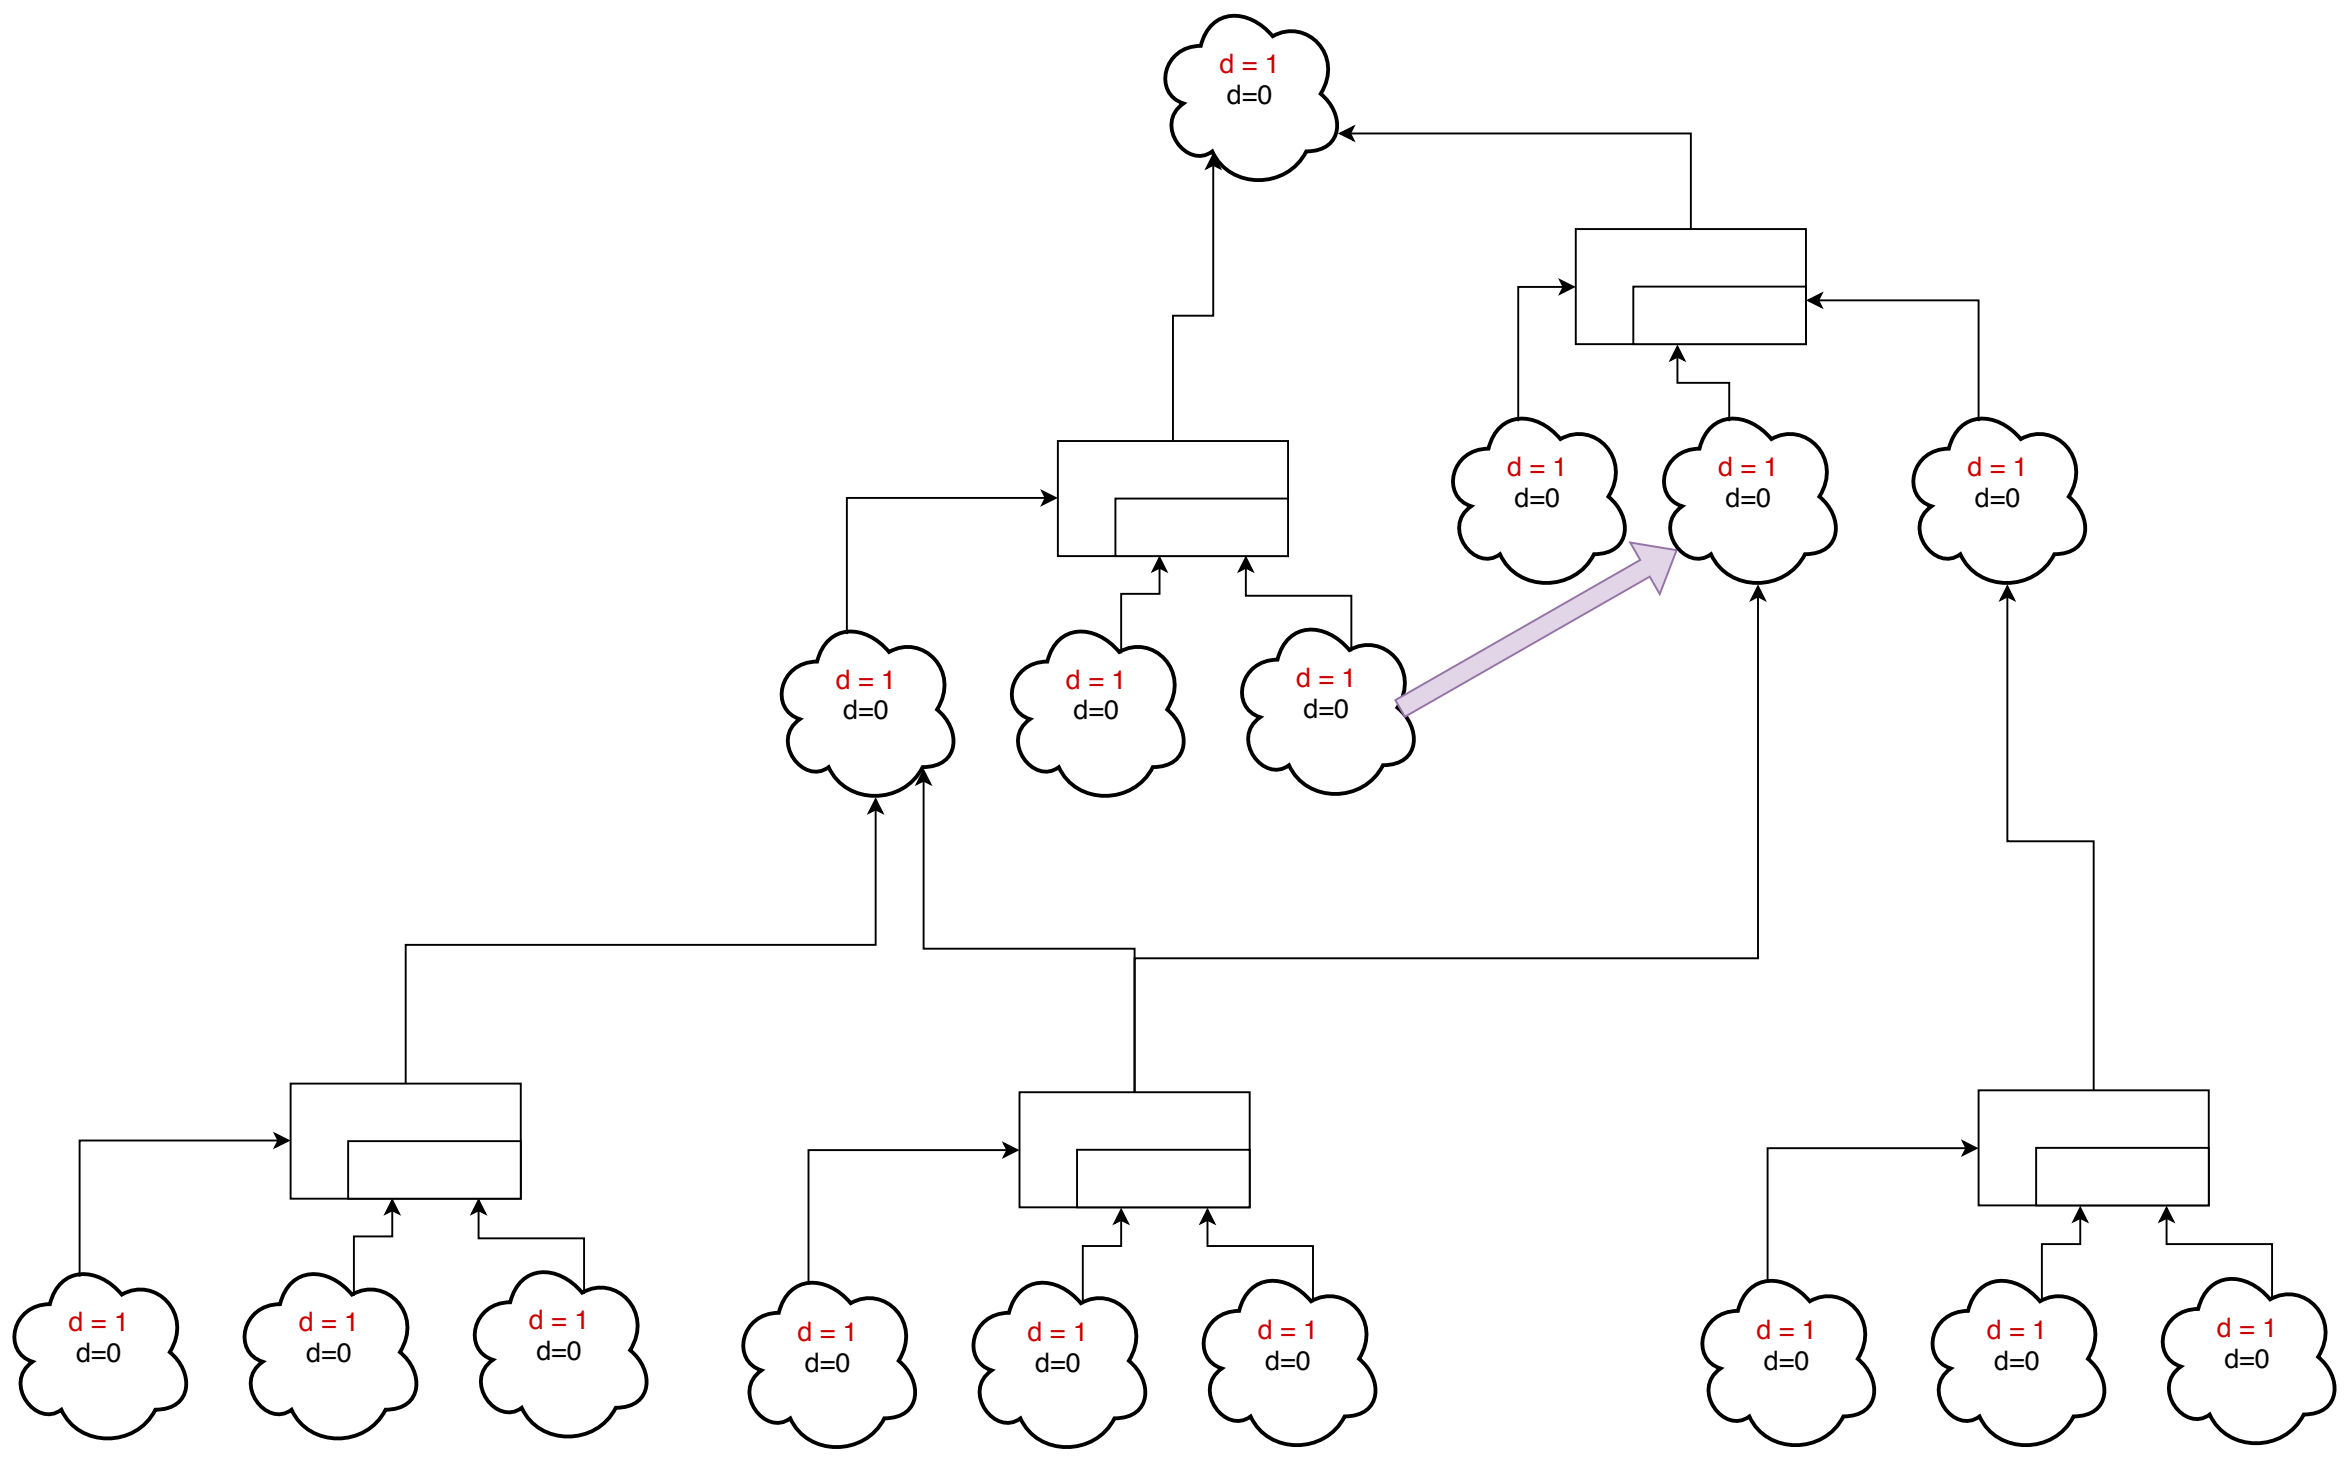 d = 1
d=0
d = 1
d=0
d = 1
d=0
d = 1
d=0
d = 1
d=0
d = 1
d=0
d = 1
d=0
d = 1
d=0
d = 1
d=0
d = 1
d=0
d = 1
d=0
d = 1
d=0
d = 1
d=0
d = 1
d=0
d = 1
d=0
d = 1
d=0